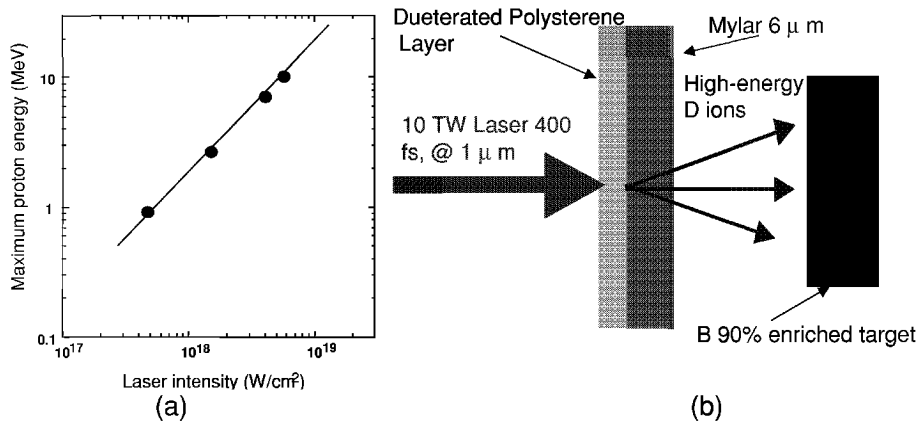 Maximum proton energy (MeV)
10
1
0.1
10¹⁷
10¹⁸
10¹⁹
Laser intensity (W/cm²)
(a)
Dueterated Polysterene
Layer
Mylar 6 μ m
High-energy
D ions
10 TW Laser 400
fs, @ 1 μ m
B 90% enriched target
(b)